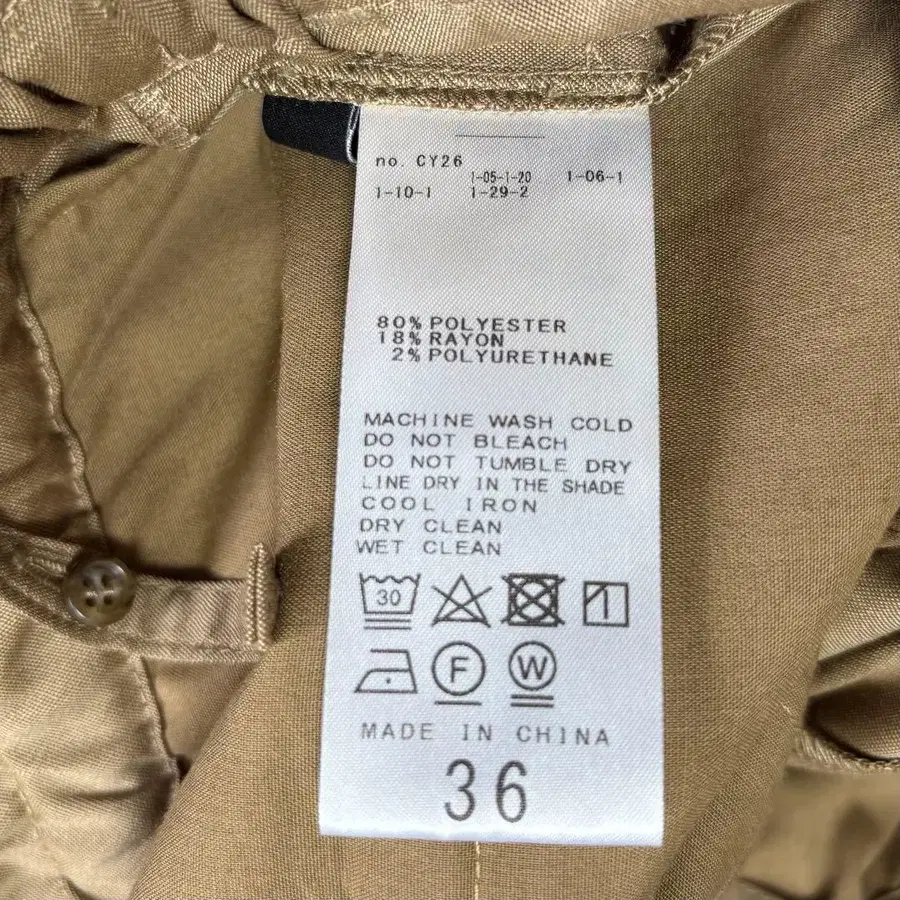 no. CY26
1-05-1-20 1-06-1
1-10-1 1-29-2
80% POLYESTER
18% RAYON
2% POLYURETHANE
MACHINE WASH COLD
DO NOT BLEACH
DO NOT TUMBLE DRY
LINE DRY IN THE SHADE
COOL IRON
DRY CLEAN
WET CLEAN
30
F W
MADE IN CHINA
36